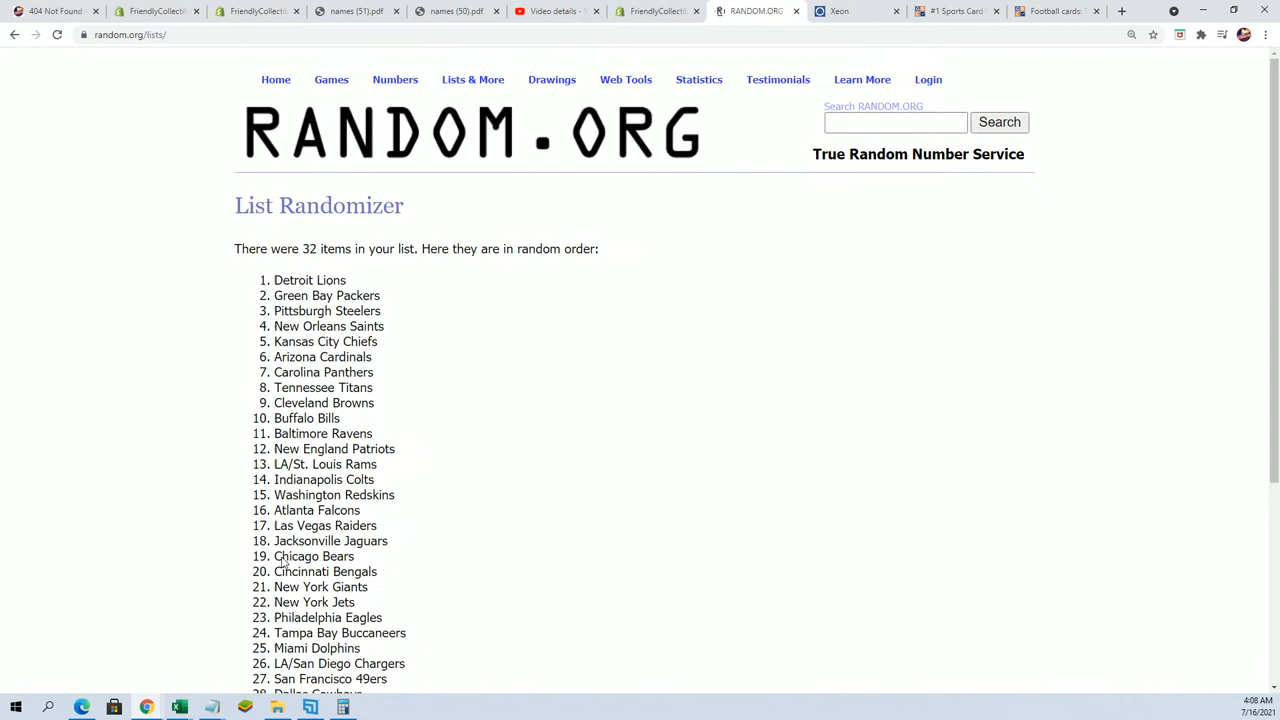 404 Not Found
FriendlyCollecti
FriendlyCollecti
names (51).pdf
names (50).pdf
Video details -
FriendlyCollecti
RANDOM.ORG
Xeon
#1 Sports Card
Football cards:
random.org/lists/
Home Games Numbers Lists & More Drawings Web Tools Statistics Testimonials Learn More Login
RANDOM.ORG
Search RANDOM.ORG
Search
True Random Number Service
List Randomizer
There were 32 items in your list. Here they are in random order:
1. Detroit Lions
2. Green Bay Packers
3. Pittsburgh Steelers
4. New Orleans Saints
5. Kansas City Chiefs
6. Arizona Cardinals
7. Carolina Panthers
8. Tennessee Titans
9. Cleveland Browns
10. Buffalo Bills
11. Baltimore Ravens
12. New England Patriots
13. LA/St. Louis Rams
14. Indianapolis Colts
15. Washington Redskins
16. Atlanta Falcons
17. Las Vegas Raiders
18. Jacksonville Jaguars
19. Chicago Bears
20. Cincinnati Bengals
21. New York Giants
22. New York Jets
23. Philadelphia Eagles
24. Tampa Bay Buccaneers
25. Miami Dolphins
26. LA/San Diego Chargers
27. San Francisco 49ers
28. Dallas Cowboys
4:08 AM
7/16/2021